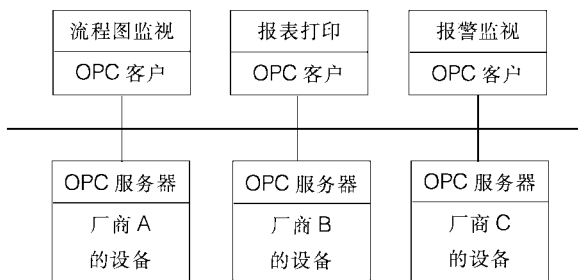 流程图监视 报表打印 报警监视
OPC 客户 OPC 客户 OPC 客户
OPC 服务器 OPC 服务器 OPC 服务器
厂商 A 厂商 B 厂商 C
的设备 的设备 的设备